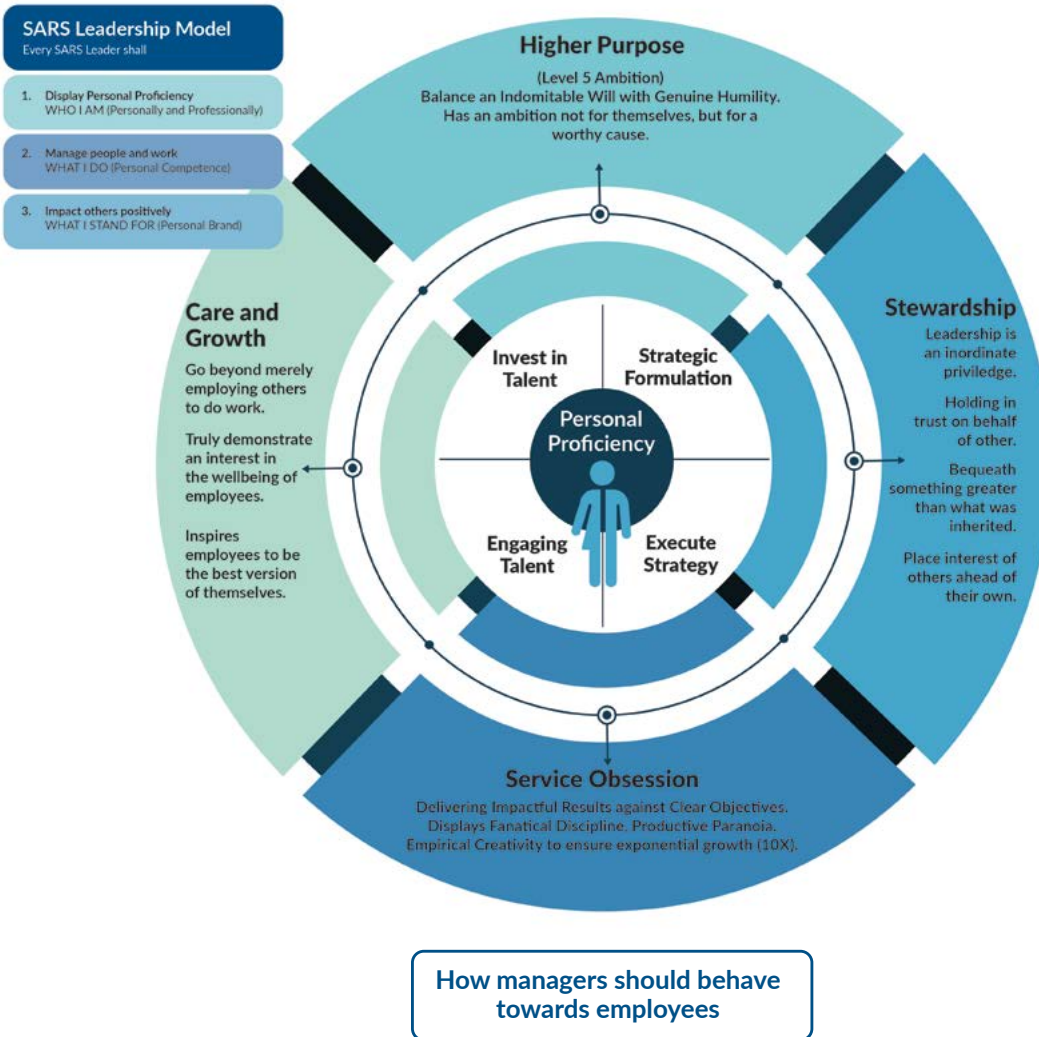 SARS Leadership Model
Every SARS Leader shall
1. Display Personal Proficiency
WHO I AM (Personally and Professionally)
2. Manage people and work
WHAT I DO (Personal Competence)
3. Impact others positively
WHAT I STAND FOR (Personal Brand)
Higher Purpose
(Level 5 Ambition)
Balance an Indomitable Will with Genuine Humility.
Has an ambition not for themselves, but for a
worthy cause.
Care and
Growth
Go beyond merely
employing others
to do work.
Truly demonstrate
an interest in
the wellbeing of
employees.
Inspires
employees to be
the best version
of themselves.
Invest in
Talent
Strategic
Formulation
Personal
Proficiency
Engaging
Talent
Execute
Strategy
Stewardship
Leadership is
an inordinate
priviledge.
Holding in
trust on behalf
of other.
Bequeath
something greater
than what was
inherited.
Place interest of
others ahead of
their own.
Service Obsession
Delivering Impactful Results against Clear Objectives.
Displays Fanatical Discipline, Productive Paranoia.
Empirical Creativity to ensure exponential growth (10X).
How managers should behave
towards employees